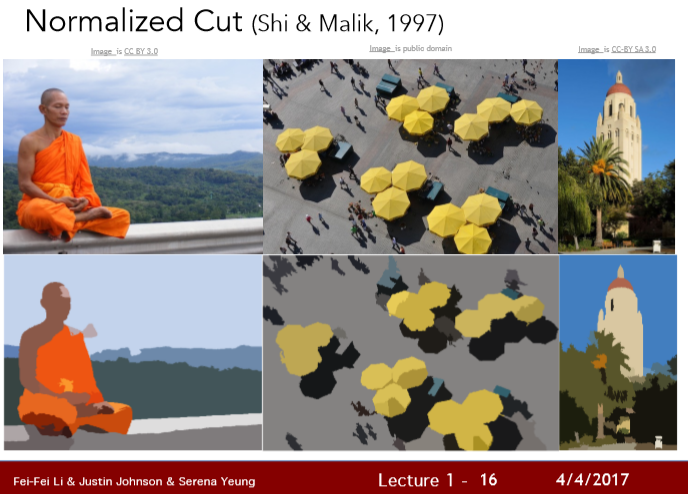 Normalized Cut (Shi & Malik, 1997)
Image is CC BY 3.0
Image is public domain
Image is CC-BY SA 3.0
Fei-Fei Li & Justin Johnson & Serena Yeung
Lecture 1 - 16
4/4/2017